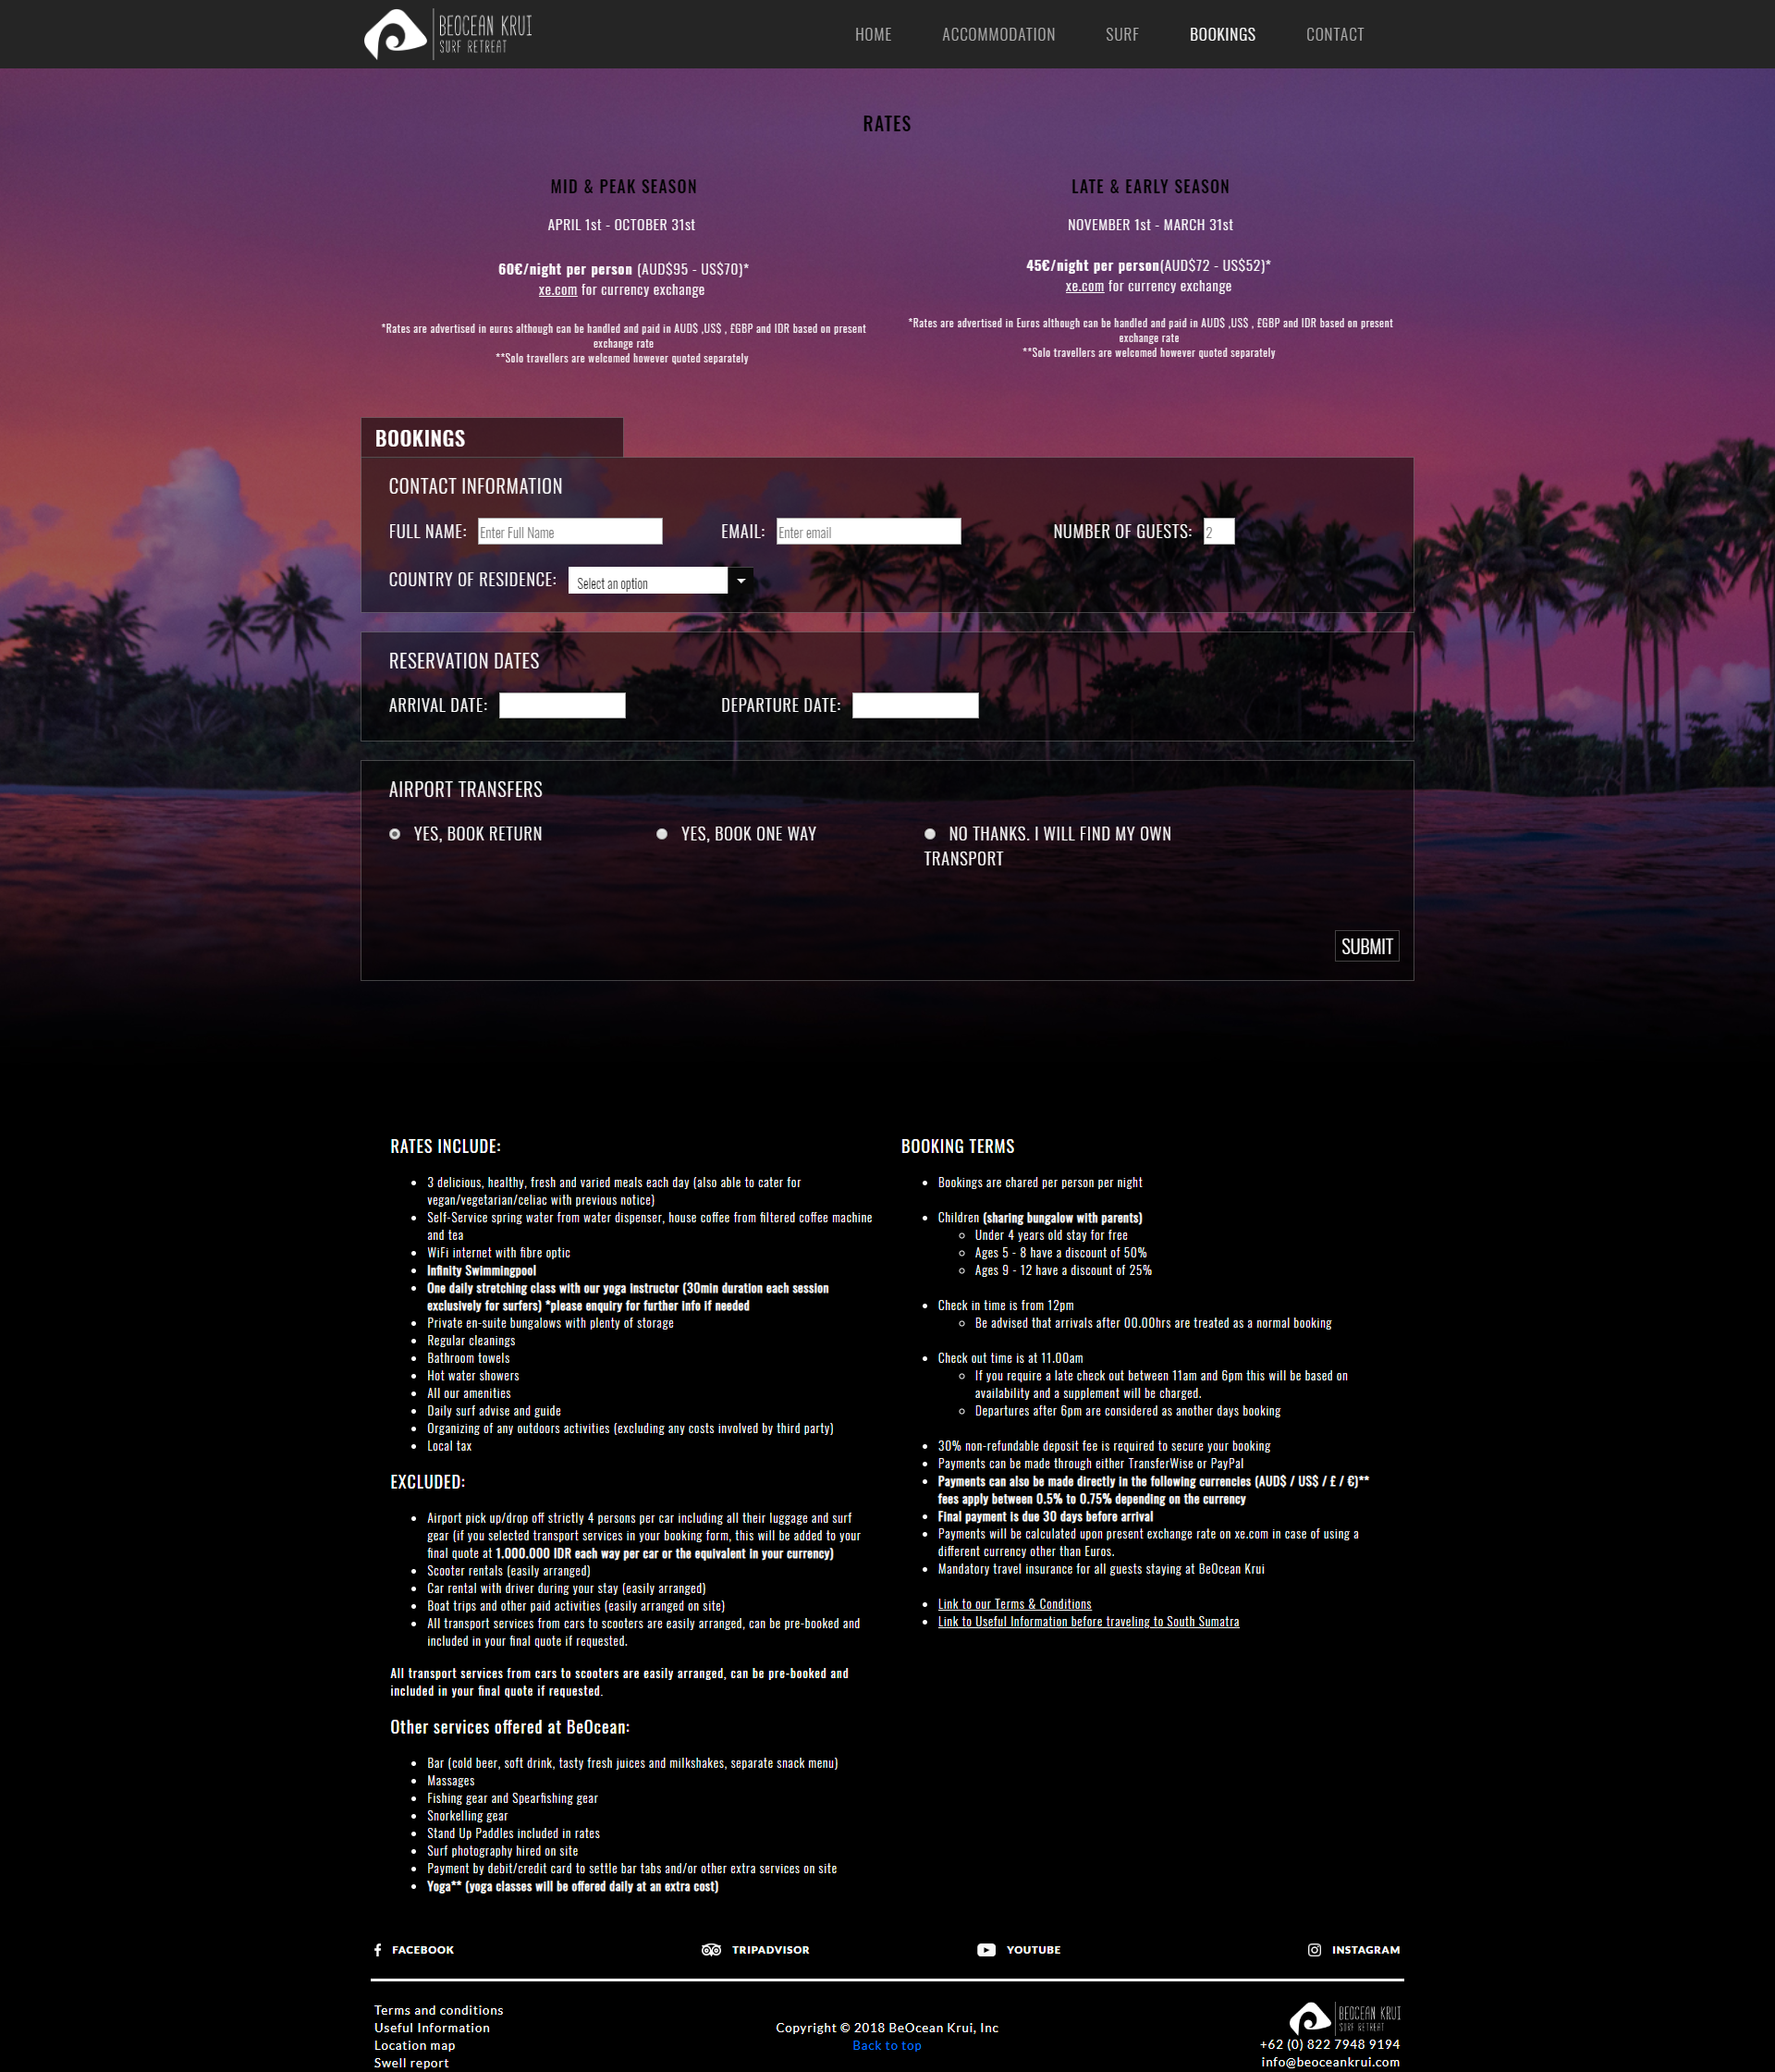 BEOCEAN KRUI
SURF RETREAT
HOME ACCOMMODATION SURF BOOKINGS CONTACT
RATES
MID & PEAK SEASON
APRIL 1st - OCTOBER 31st
60€/night per person (AUD$95 - US$70)*
xe.com for currency exchange
*Rates are advertised in euros although can be handled and paid in AUD$ ,US$ , £GBP and IDR based on present
exchange rate
**Solo travellers are welcomed however quoted separately
LATE & EARLY SEASON
NOVEMBER 1st - MARCH 31st
45€/night per person(AUD$72 - US$52)*
xe.com for currency exchange
*Rates are advertised in Euros although can be handled and paid in AUD$ ,US$ , £GBP and IDR based on present
exchange rate
**Solo travellers are welcomed however quoted separately
BOOKINGS
CONTACT INFORMATION
FULL NAME: Enter Full Name EMAIL: Enter email NUMBER OF GUESTS: 2
COUNTRY OF RESIDENCE: Select an option
RESERVATION DATES
ARRIVAL DATE: DEPARTURE DATE:
AIRPORT TRANSFERS
YES, BOOK RETURN YES, BOOK ONE WAY NO THANKS. I WILL FIND MY OWN
TRANSPORT
SUBMIT
RATES INCLUDE:
3 delicious, healthy, fresh and varied meals each day (also able to cater for
vegan/vegetarian/celiac with previous notice)
Self-Service spring water from water dispenser, house coffee from filtered coffee machine
and tea
WiFi internet with fibre optic
Infinity Swimmingpool
One daily stretching class with our yoga instructor (30min duration each session
exclusively for surfers) *please enquiry for further info if needed
Private en-suite bungalows with plenty of storage
Regular cleanings
Bathroom towels
Hot water showers
All our amenities
Daily surf advise and guide
Organizing of any outdoors activities (excluding any costs involved by third party)
Local tax
EXCLUDED:
Airport pick up/drop off strictly 4 persons per car including all their luggage and surf
gear (if you selected transport services in your booking form, this will be added to your
final quote at 1.000.000 IDR each way per car or the equivalent in your currency)
Scooter rentals (easily arranged)
Car rental with driver during your stay (easily arranged)
Boat trips and other paid activities (easily arranged on site)
All transport services from cars to scooters are easily arranged, can be pre-booked and
included in your final quote if requested.
All transport services from cars to scooters are easily arranged, can be pre-booked and
included in your final quote if requested.
Other services offered at BeOcean:
Bar (cold beer, soft drink, tasty fresh juices and milkshakes, separate snack menu)
Massages
Fishing gear and Spearfishing gear
Snorkelling gear
Stand Up Paddles included in rates
Surf photography hired on site
Payment by debit/credit card to settle bar tabs and/or other extra services on site
Yoga** (yoga classes will be offered daily at an extra cost)
BOOKING TERMS
Bookings are chared per person per night
Children (sharing bungalow with parents)
Under 4 years old stay for free
Ages 5 - 8 have a discount of 50%
Ages 9 - 12 have a discount of 25%
Check in time is from 12pm
Be advised that arrivals after 00.00hrs are treated as a normal booking
Check out time is at 11.00am
If you require a late check out between 11am and 6pm this will be based on
availability and a supplement will be charged.
Departures after 6pm are considered as another days booking
30% non-refundable deposit fee is required to secure your booking
Payments can be made through either TransferWise or PayPal
Payments can also be made directly in the following currencies (AUD$ / US$ / £ / €)**
fees apply between 0.5% to 0.75% depending on the currency
Final payment is due 30 days before arrival
Payments will be calculated upon present exchange rate on xe.com in case of using a
different currency other than Euros.
Mandatory travel insurance for all guests staying at BeOcean Krui
Link to our Terms & Conditions
Link to Useful Information before traveling to South Sumatra
FACEBOOK TRIPADVISOR YOUTUBE INSTAGRAM
Terms and conditions
Useful Information
Location map
Swell report
Copyright © 2018 BeOcean Krui, Inc
Back to top
BEOCEAN KRUI
SURF RETREAT
+62 (0) 822 7948 9194
info@beoceankrui.com